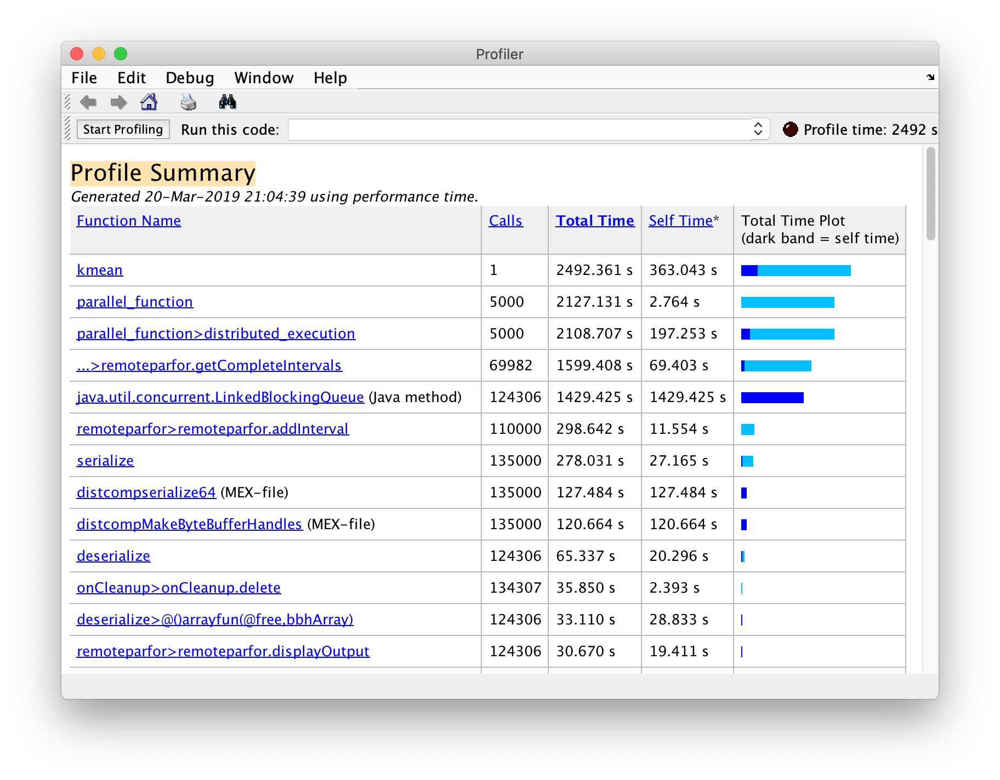 Profiler
File Edit Debug Window Help
Start Profiling Run this code: Profile time: 2492 s
Profile Summary
Generated 20-Mar-2019 21:04:39 using performance time.
Function Name Calls Total Time Self Time* Total Time Plot
(dark band = self time)
kmean 1 2492.361 s 363.043 s
parallel_function 5000 2127.131 s 2.764 s
parallel_function>distributed_execution 5000 2108.707 s 197.253 s
...>remoteparfor.getCompleteIntervals 69982 1599.408 s 69.403 s
java.util.concurrent.LinkedBlockingQueue (Java method) 124306 1429.425 s 1429.425 s
remoteparfor>remoteparfor.addInterval 110000 298.642 s 11.554 s
serialize 135000 278.031 s 27.165 s
distcompserialize64 (MEX-file) 135000 127.484 s 127.484 s
distcompMakeByteBufferHandles (MEX-file) 135000 120.664 s 120.664 s
deserialize 124306 65.337 s 20.296 s
onCleanup>onCleanup.delete 134307 35.850 s 2.393 s
deserialize>@()arrayfun(@free,bbhArray) 124306 33.110 s 28.833 s
remoteparfor>remoteparfor.displayOutput 124306 30.670 s 19.411 s